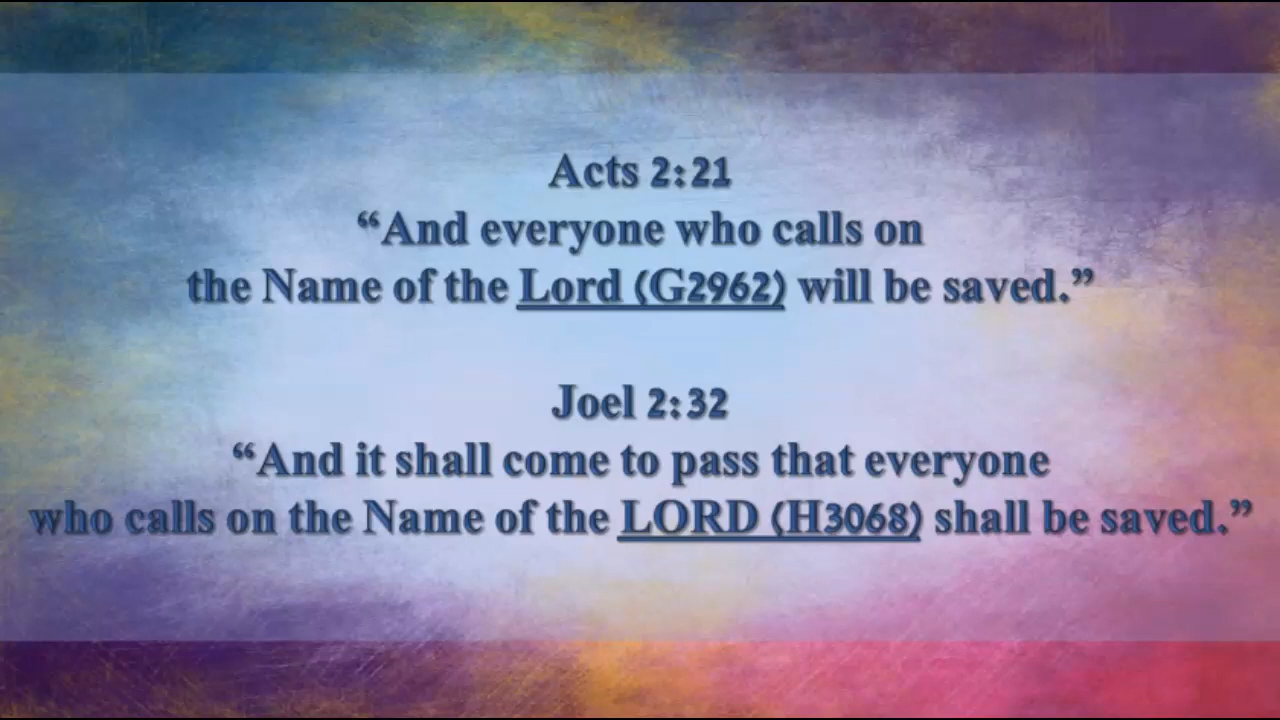 Acts 2:21
“And everyone who calls on
the Name of the Lord (G2962) will be saved.”
Joel 2:32
“And it shall come to pass that everyone
who calls on the Name of the LORD (H3068) shall be saved.”